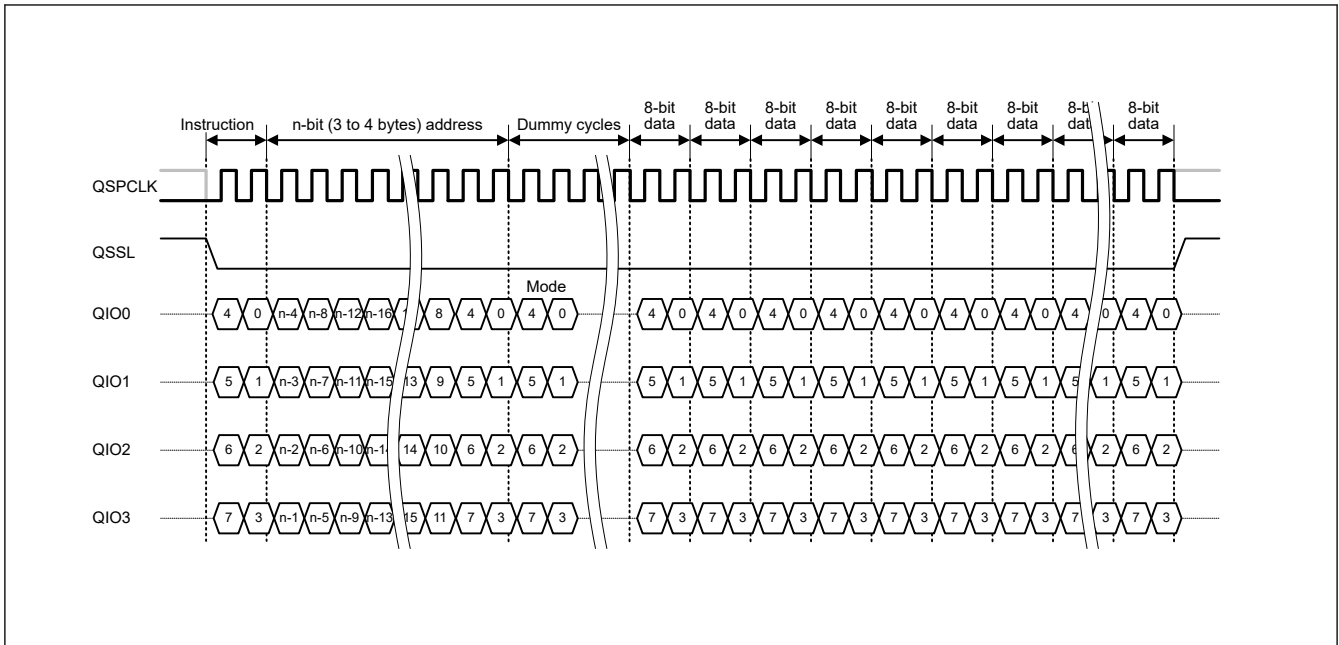 8-bit 8-bit 8-bit 8-bit 8-bit 8-bit 8-bit 8-bit
data data data data data data data data
Instruction n-bit (3 to 4 bytes) address Dummy cycles
QSPCLK
QSSL
Mode
QIO0 4 0 n-4 n-8 n-12 n-16 8 4 0 4 0 4 0 4 0 4 0 4 0 4 0 4 0 4 0 4 0 4 0
QIO1 5 1 n-3 n-7 n-11 n-15 13 9 5 1 5 1 5 1 5 1 5 1 5 1 5 1 5 1 5 1 5 1 5 1
QIO2 6 2 n-2 n-6 n-10 14 10 6 2 6 2 6 2 6 2 6 2 6 2 6 2 6 2 6 2 2 6 2
QIO3 7 3 n-1 n-5 n-9 n-13 15 11 7 3 7 3 7 3 7 3 7 3 7 3 7 3 7 3 7 3 7 3 7 3